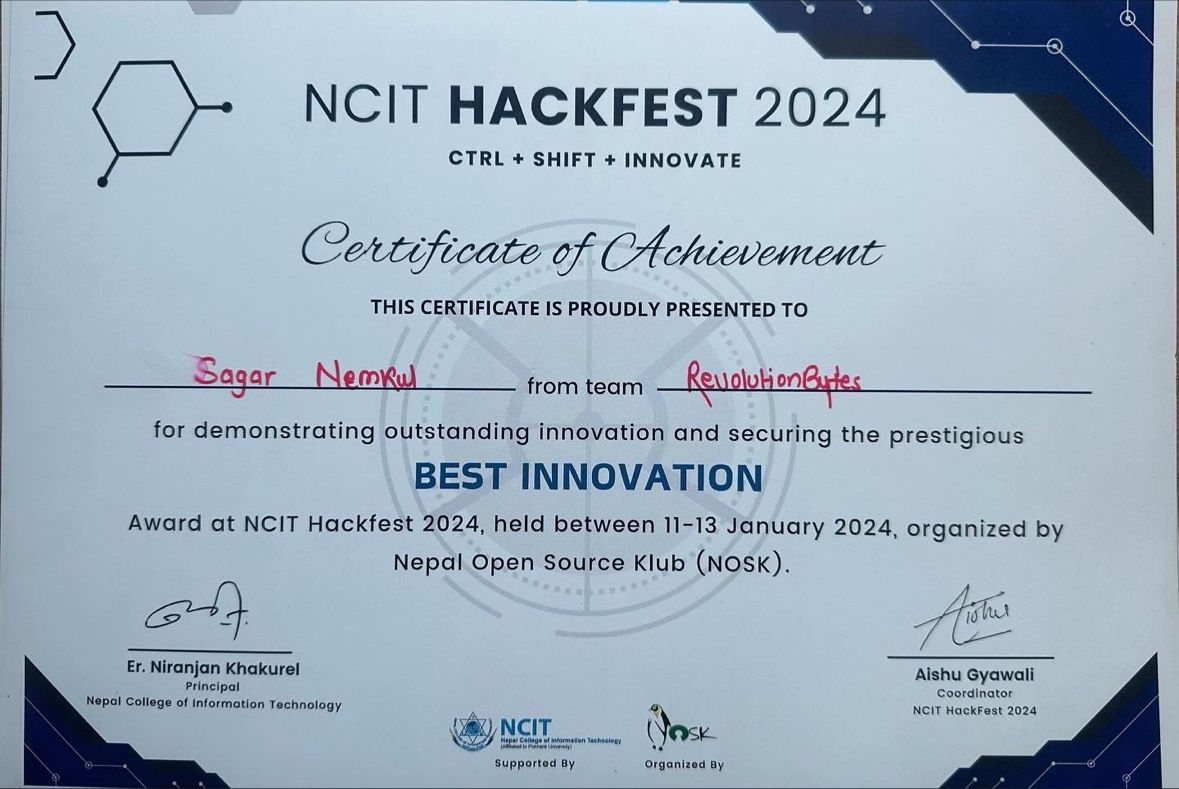 NCIT HACKFEST 2024
CTRL + SHIFT + INNOVATE
Certificate of Achievement
THIS CERTIFICATE IS PROUDLY PRESENTED TO
Sagar Nemkul from team RevolutionBytes
for demonstrating outstanding innovation and securing the prestigious
BEST INNOVATION
Award at NCIT Hackfest 2024, held between 11-13 January 2024, organized by
Nepal Open Source Klub (NOSK).
Aishu
Er. Niranjan Khakurel
Principal
Nepal College of Information Technology
Aishu Gyawali
Coordinator
NCIT HackFest 2024
NCIT
Nepal College of Information Technology
(Affiliated to Pokhara University)
Supported By
NOSK
Organized By